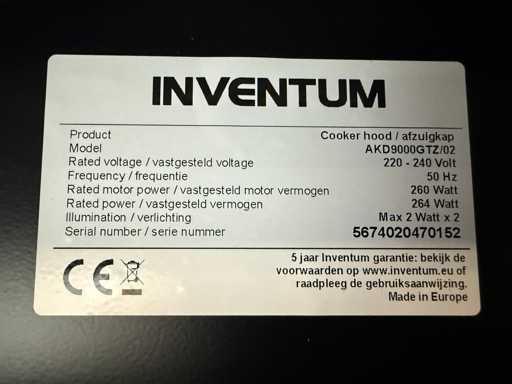 INVENTUM
Product Cooker hood / afzuigkap
Model AKD9000GTZ/02
Rated voltage / vastgesteld voltage 220 - 240 Volt
Frequency / frequentie 50 Hz
Rated motor power / vastgesteld motor vermogen 260 Watt
Rated power / vastgesteld vermogen 264 Watt
Illumination / verlichting Max 2 Watt x 2
Serial number / serie nummer 5674020470152
CE
5 jaar Inventum garantie: bekijk de
voorwaarden op www.inventum.eu of
raadpleeg de gebruiksaanwijzing.
Made in Europe